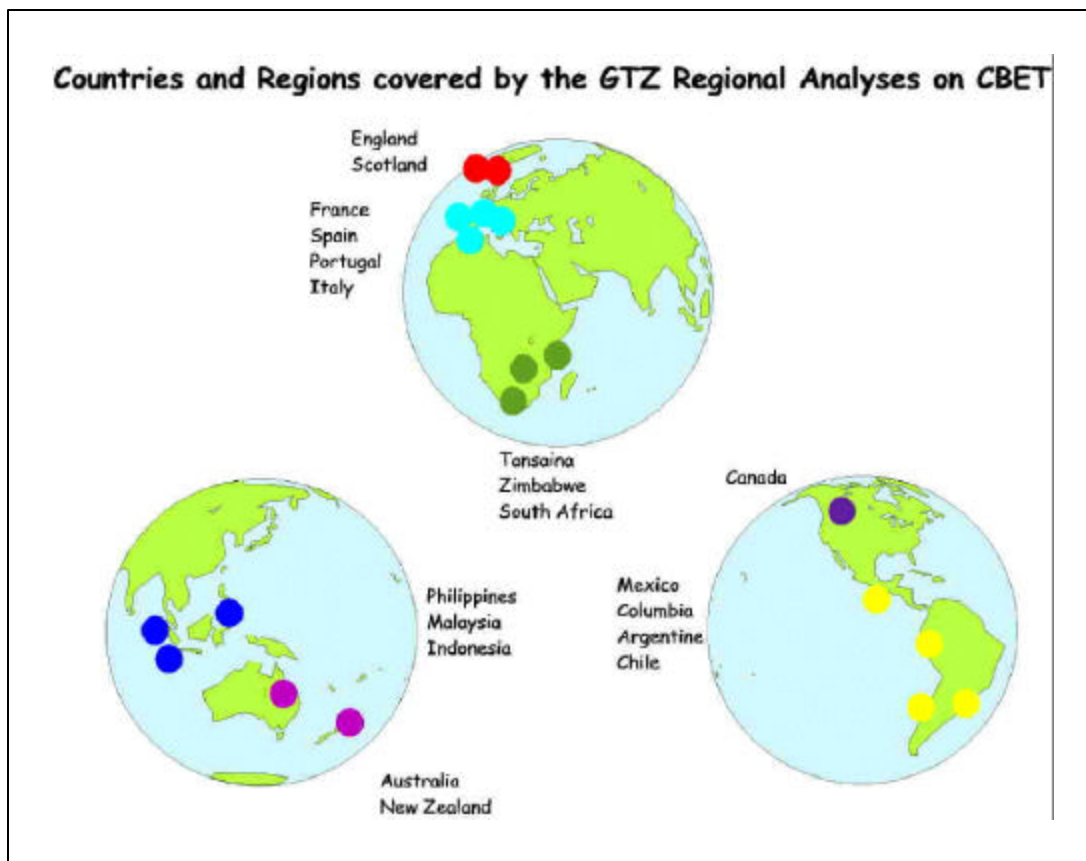 Countries and Regions covered by the GTZ Regional Analyses on CBET
England
Scotland
France
Spain
Portugal
Italy
Tansaina
Zimbabwe
South Africa
Canada
Philippines
Malaysia
Indonesia
Mexico
Columbia
Argentine
Chile
Australia
New Zealand